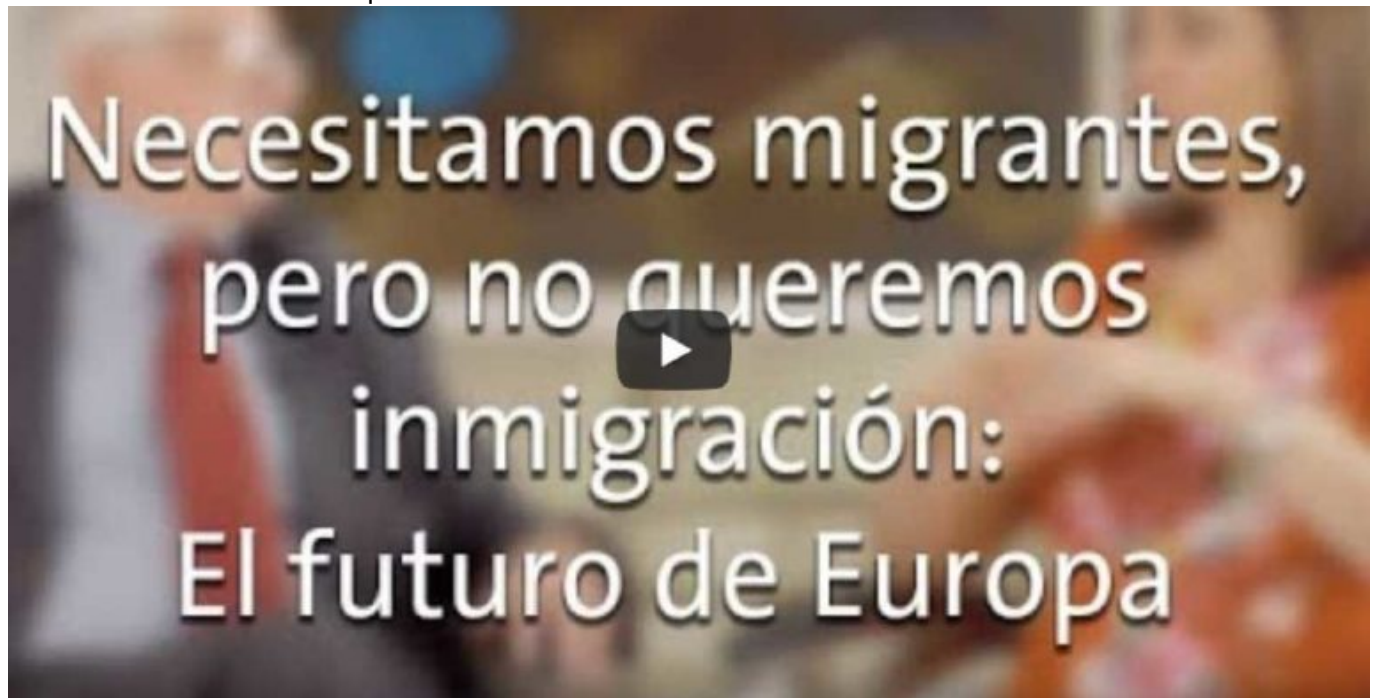 Necesitamos migrantes,
pero no queremos
inmigración:
El futuro de Europa